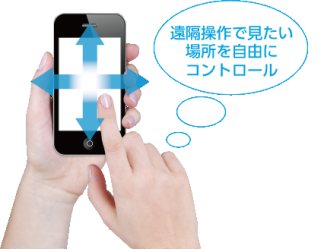 遠隔操作で見たい
場所を自由に
コントロール